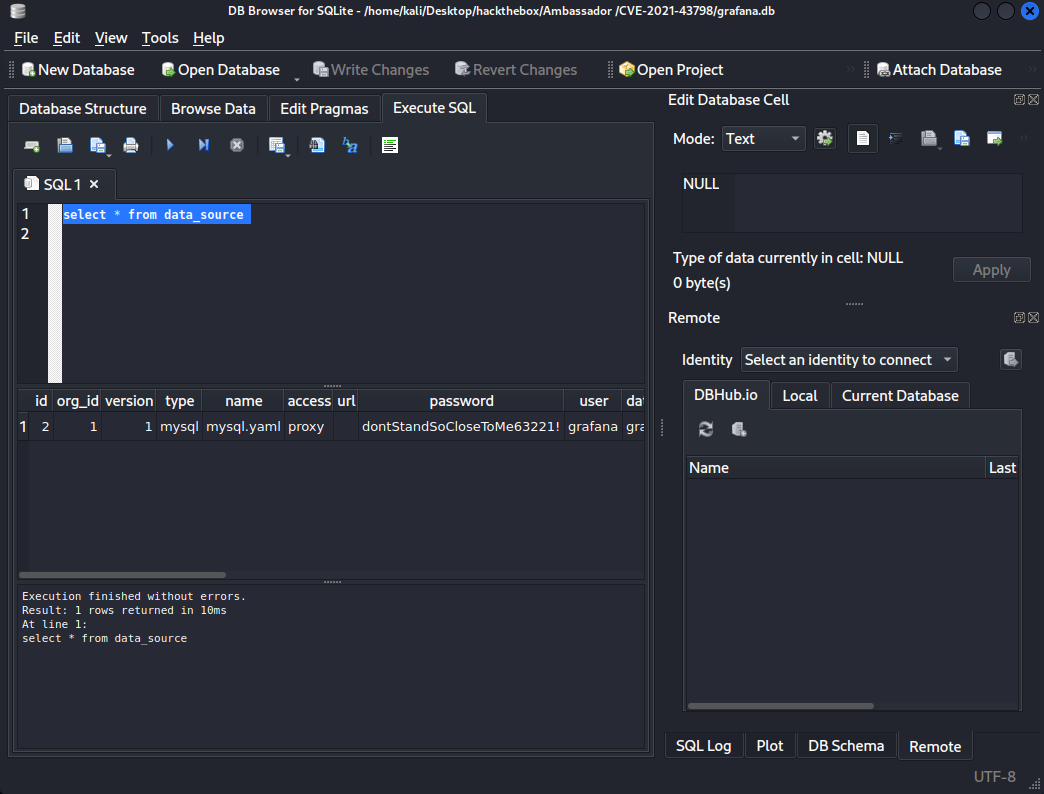 DB Browser for SQLite - /home/kali/Desktop/hackthebox/Ambassador /CVE-2021-43798/grafana.db
File Edit View Tools Help
New Database Open Database Write Changes Revert Changes Open Project Attach Database
Database Structure Browse Data Edit Pragmas Execute SQL
SQL 1
1 select * from data_source
2
id org_id version type name access url password user da
1 2 1 1 mysql mysql.yaml proxy dontStandSoCloseToMe63221! grafana gra
Execution finished without errors.
Result: 1 rows returned in 10ms
At line 1:
select * from data_source
Edit Database Cell
Mode: Text
NULL
Type of data currently in cell: NULL
0 byte(s)
Apply
Remote
Identity Select an identity to connect
DBHub.io Local Current Database
Name Last
SQL Log Plot DB Schema Remote
UTF-8